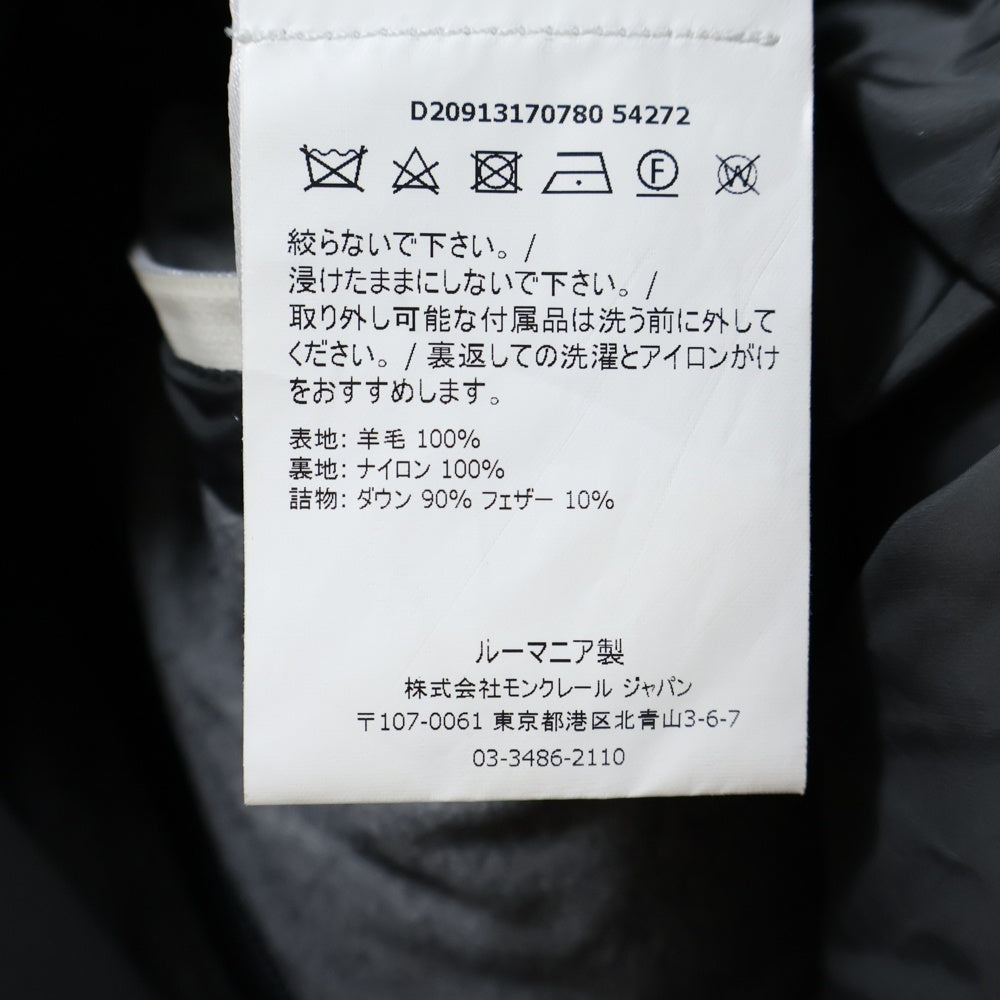 D20913170780 54272
F W
絞らないで下さい。/
浸けたままにしないで下さい。/
取り外し可能な付属品は洗う前に外して
ください。/ 裏返しての洗濯とアイロンがけ
をおすすめします。
表地: 羊毛 100%
裏地: ナイロン 100%
詰物: ダウン 90% フェザー 10%
ルーマニア製
株式会社モンクレール ジャパン
〒107-0061 東京都港区北青山3-6-7
03-3486-2110